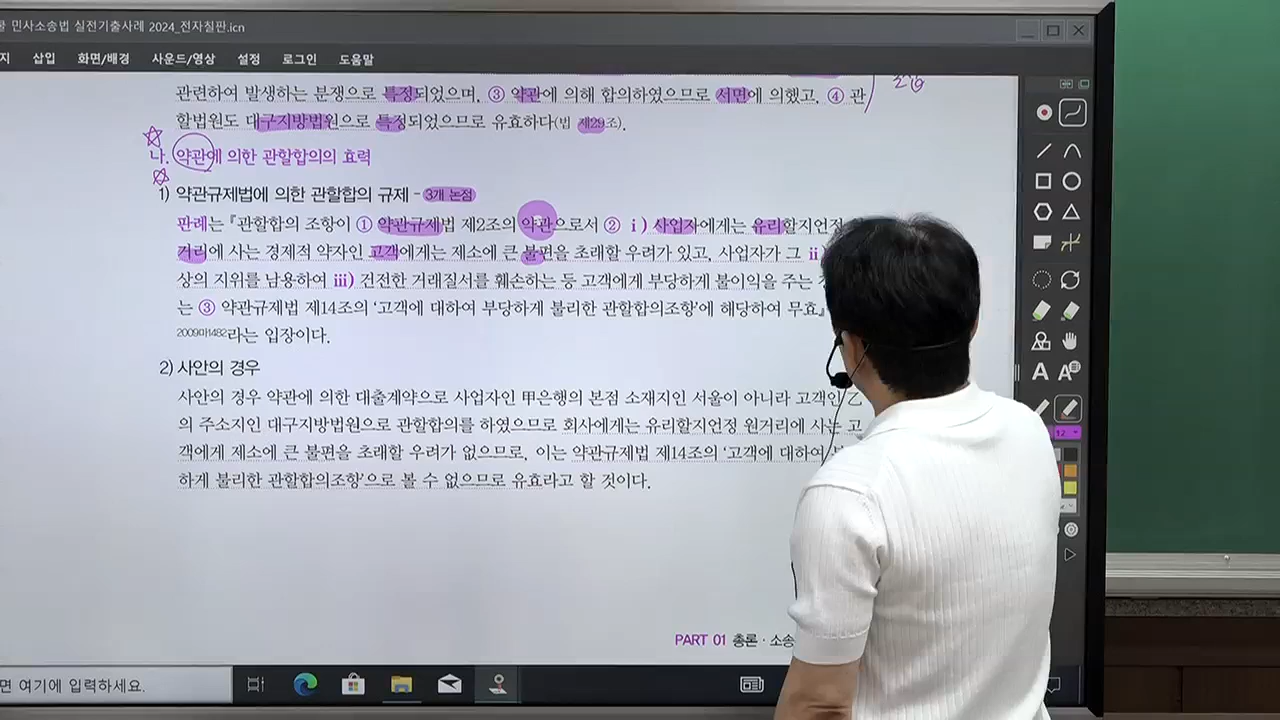 민사소송법 실전기출사례 2024_전자칠판.icn
지 삽입 화면/배경 사운드/영상 설정 로그인 도움말
관련하여 발생하는 분쟁으로 특정되었으며, ③ 약관에 의해 합의하였으므로 서면에 의했고, ④ 관
할법원도 대구지방법원으로 특정되었으므로 유효하다(법 제29조).
나. 약관에 의한 관할합의의 효력
1) 약관규제법에 의한 관할합의 규제 - 3개 논점
판례는『관할합의 조항이 ① 약관규제법 제2조의 약관으로서 ② ⅰ) 사업자에게는 유리할지언정
거리에 사는 경제적 약자인 고객에게는 제소에 큰 불편을 초래할 우려가 있고, 사업자가 그 ⅱ)
상의 지위를 남용하여 ⅲ) 건전한 거래질서를 훼손하는 등 고객에게 부당하게 불이익을 주는
는 ③ 약관규제법 제14조의 ‘고객에 대하여 부당하게 불리한 관할합의조항’에 해당하여 무효』
2009마1482라는 입장이다.
2) 사안의 경우
사안의 경우 약관에 의한 대출계약으로 사업자인 甲은행의 본점 소재지인 서울이 아니라 고객인 乙
의 주소지인 대구지방법원으로 관할합의를 하였으므로 회사에게는 유리할지언정 원거리에 사는 고
객에게 제소에 큰 불편을 초래할 우려가 없으므로, 이는 약관규제법 제14조의 ‘고객에 대하여
하게 불리한 관할합의조항’으로 볼 수 없으므로 유효라고 할 것이다.
PART 01 총론 · 소송
면 여기에 입력하세요.